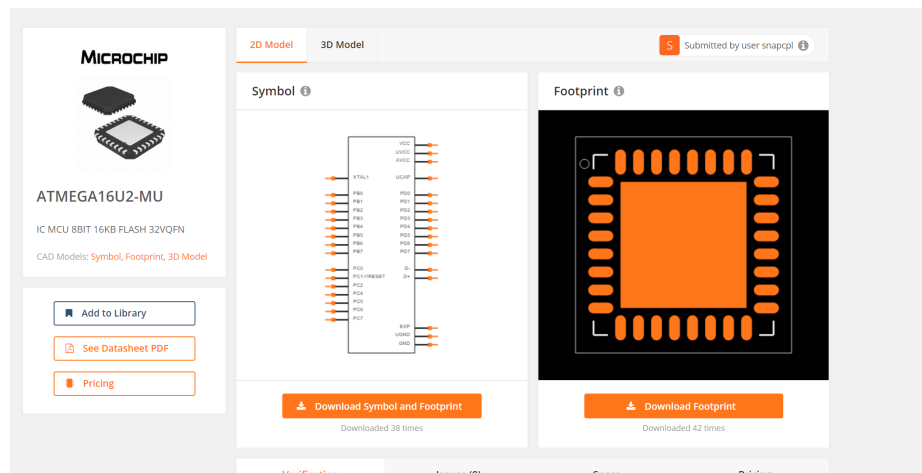 MICROCHIP
ATMEGA16U2-MU
IC MCU 8BIT 16KB FLASH 32VQFN
CAD Models: Symbol, Footprint, 3D Model
Add to Library
See Datasheet PDF
Pricing
2D Model 3D Model
S Submitted by user snapcpl
Symbol
VCC
UVCC
AVCC
XTAL1 UCAP
PB0 PD0
PB1 PD1
PB2 PD2
PB3 PD3
PB4 PD4
PB5 PD5
PB6 PD6
PB7 PD7
PC0 D-
PC1//RESET D+
PC2
PC4
PC5
PC6
PC7
EXP
UGND
GND
Download Symbol and Footprint
Downloaded 38 times
Footprint
Download Footprint
Downloaded 42 times